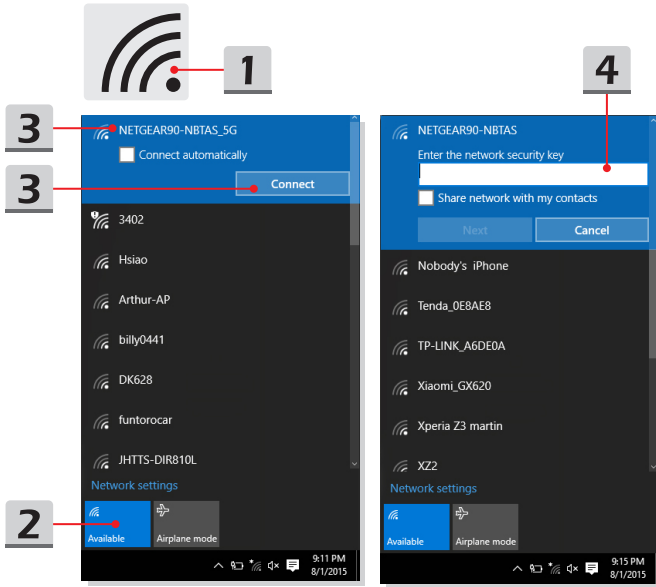 1
3
NETGEAR90-NBTAS_5G
Connect automatically
3
Connect
3402
Hsiao
Arthur-AP
billy0441
DK628
funtorocar
JHTTS-DIR810L
Network settings
2
Available
Airplane mode
9:11 PM
8/1/2015
4
NETGEAR90-NBTAS
Enter the network security key
Share network with my contacts
Next
Cancel
Nobody's iPhone
Tenda_0E8AE8
TP-LINK_A6DE0A
Xiaomi_GX620
Xperia Z3 martin
XZ2
Network settings
Available
Airplane mode
9:15 PM
8/1/2015